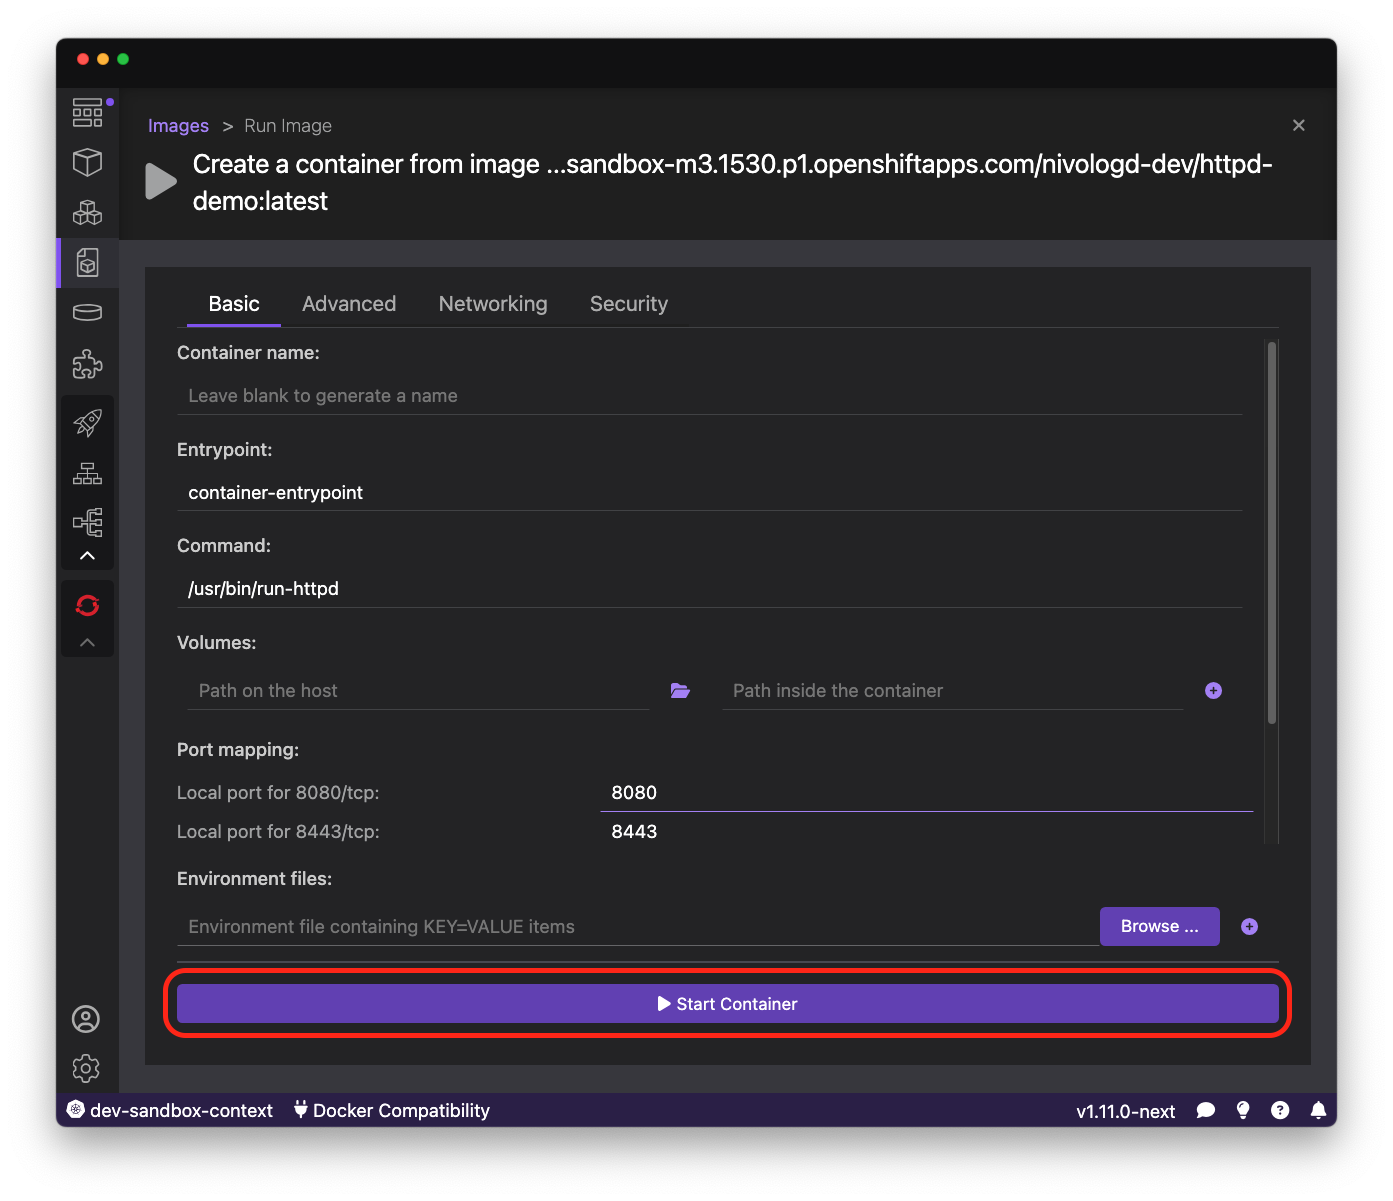 Images > Run Image
Create a container from image ...sandbox-m3.1530.p1.openshiftapps.com/nivologd-dev/httpd-
demo:latest
Basic Advanced Networking Security
Container name:
Leave blank to generate a name
Entrypoint:
container-entrypoint
Command:
/usr/bin/run-httpd
Volumes:
Path on the host Path inside the container
Port mapping:
Local port for 8080/tcp: 8080
Local port for 8443/tcp: 8443
Environment files:
Environment file containing KEY=VALUE items Browse ...
Start Container
dev-sandbox-context Docker Compatibility v1.11.0-next